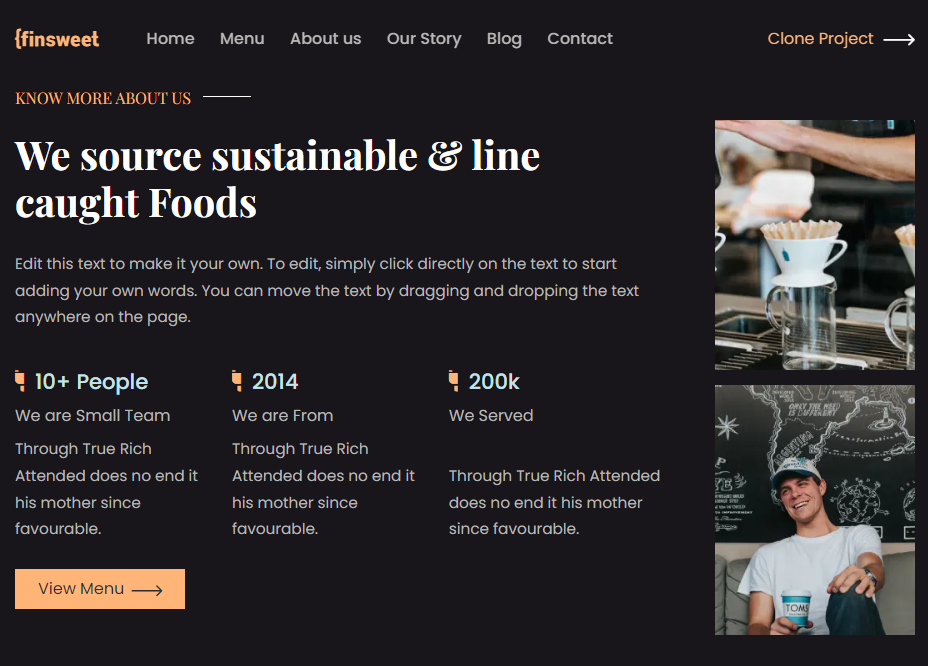 {finsweet
Home Menu About us Our Story Blog Contact
Clone Project
KNOW MORE ABOUT US
We source sustainable & line
caught Foods
Edit this text to make it your own. To edit, simply click directly on the text to start
adding your own words. You can move the text by dragging and dropping the text
anywhere on the page.
10+ People
We are Small Team
Through True Rich
Attended does no end it
his mother since
favourable.
2014
We are From
Through True Rich
Attended does no end it
his mother since
favourable.
200k
We Served
Through True Rich Attended
does no end it his mother
since favourable.
View Menu
ONLY THE WEB
IS DIFFERENT
TOMS